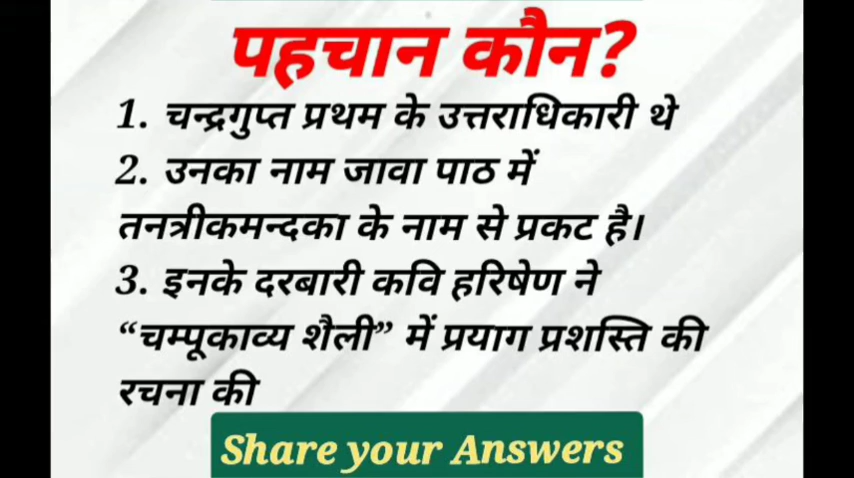 पहचान कौन?
1. चन्द्रगुप्त प्रथम के उत्तराधिकारी थे
2. उनका नाम जावा पाठ में
तनत्रीकमन्दका के नाम से प्रकट है।
3. इनके दरबारी कवि हरिषेण ने
“चम्पूकाव्य शैली” में प्रयाग प्रशस्ति की
रचना की
Share your Answers